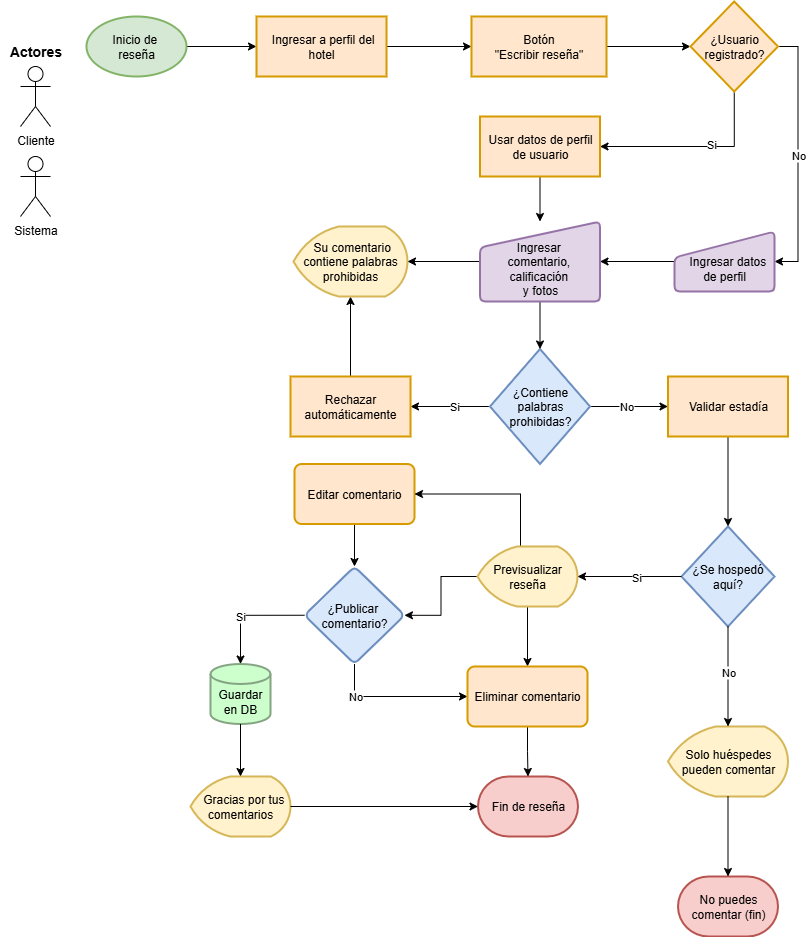 Inicio de
reseña
Ingresar a perfil del
hotel
Botón
"Escribir reseña"
¿Usuario
registrado?
Actores
Cliente
Sistema
Usar datos de perfil
de usuario
Si
No
Su comentario
contiene palabras
prohibidas
Ingresar
comentario,
calificación
y fotos
Ingresar datos
de perfil
Rechazar
automáticamente
Si
¿Contiene
palabras
prohibidas?
No
Validar estadía
Editar comentario
Previsualizar
reseña
Si
¿Se hospedó
aquí?
¿Publicar
comentario?
Si
No
Eliminar comentario
No
Guardar
en DB
Solo huéspedes
pueden comentar
Gracias por tus
comentarios
Fin de reseña
No puedes
comentar (fin)